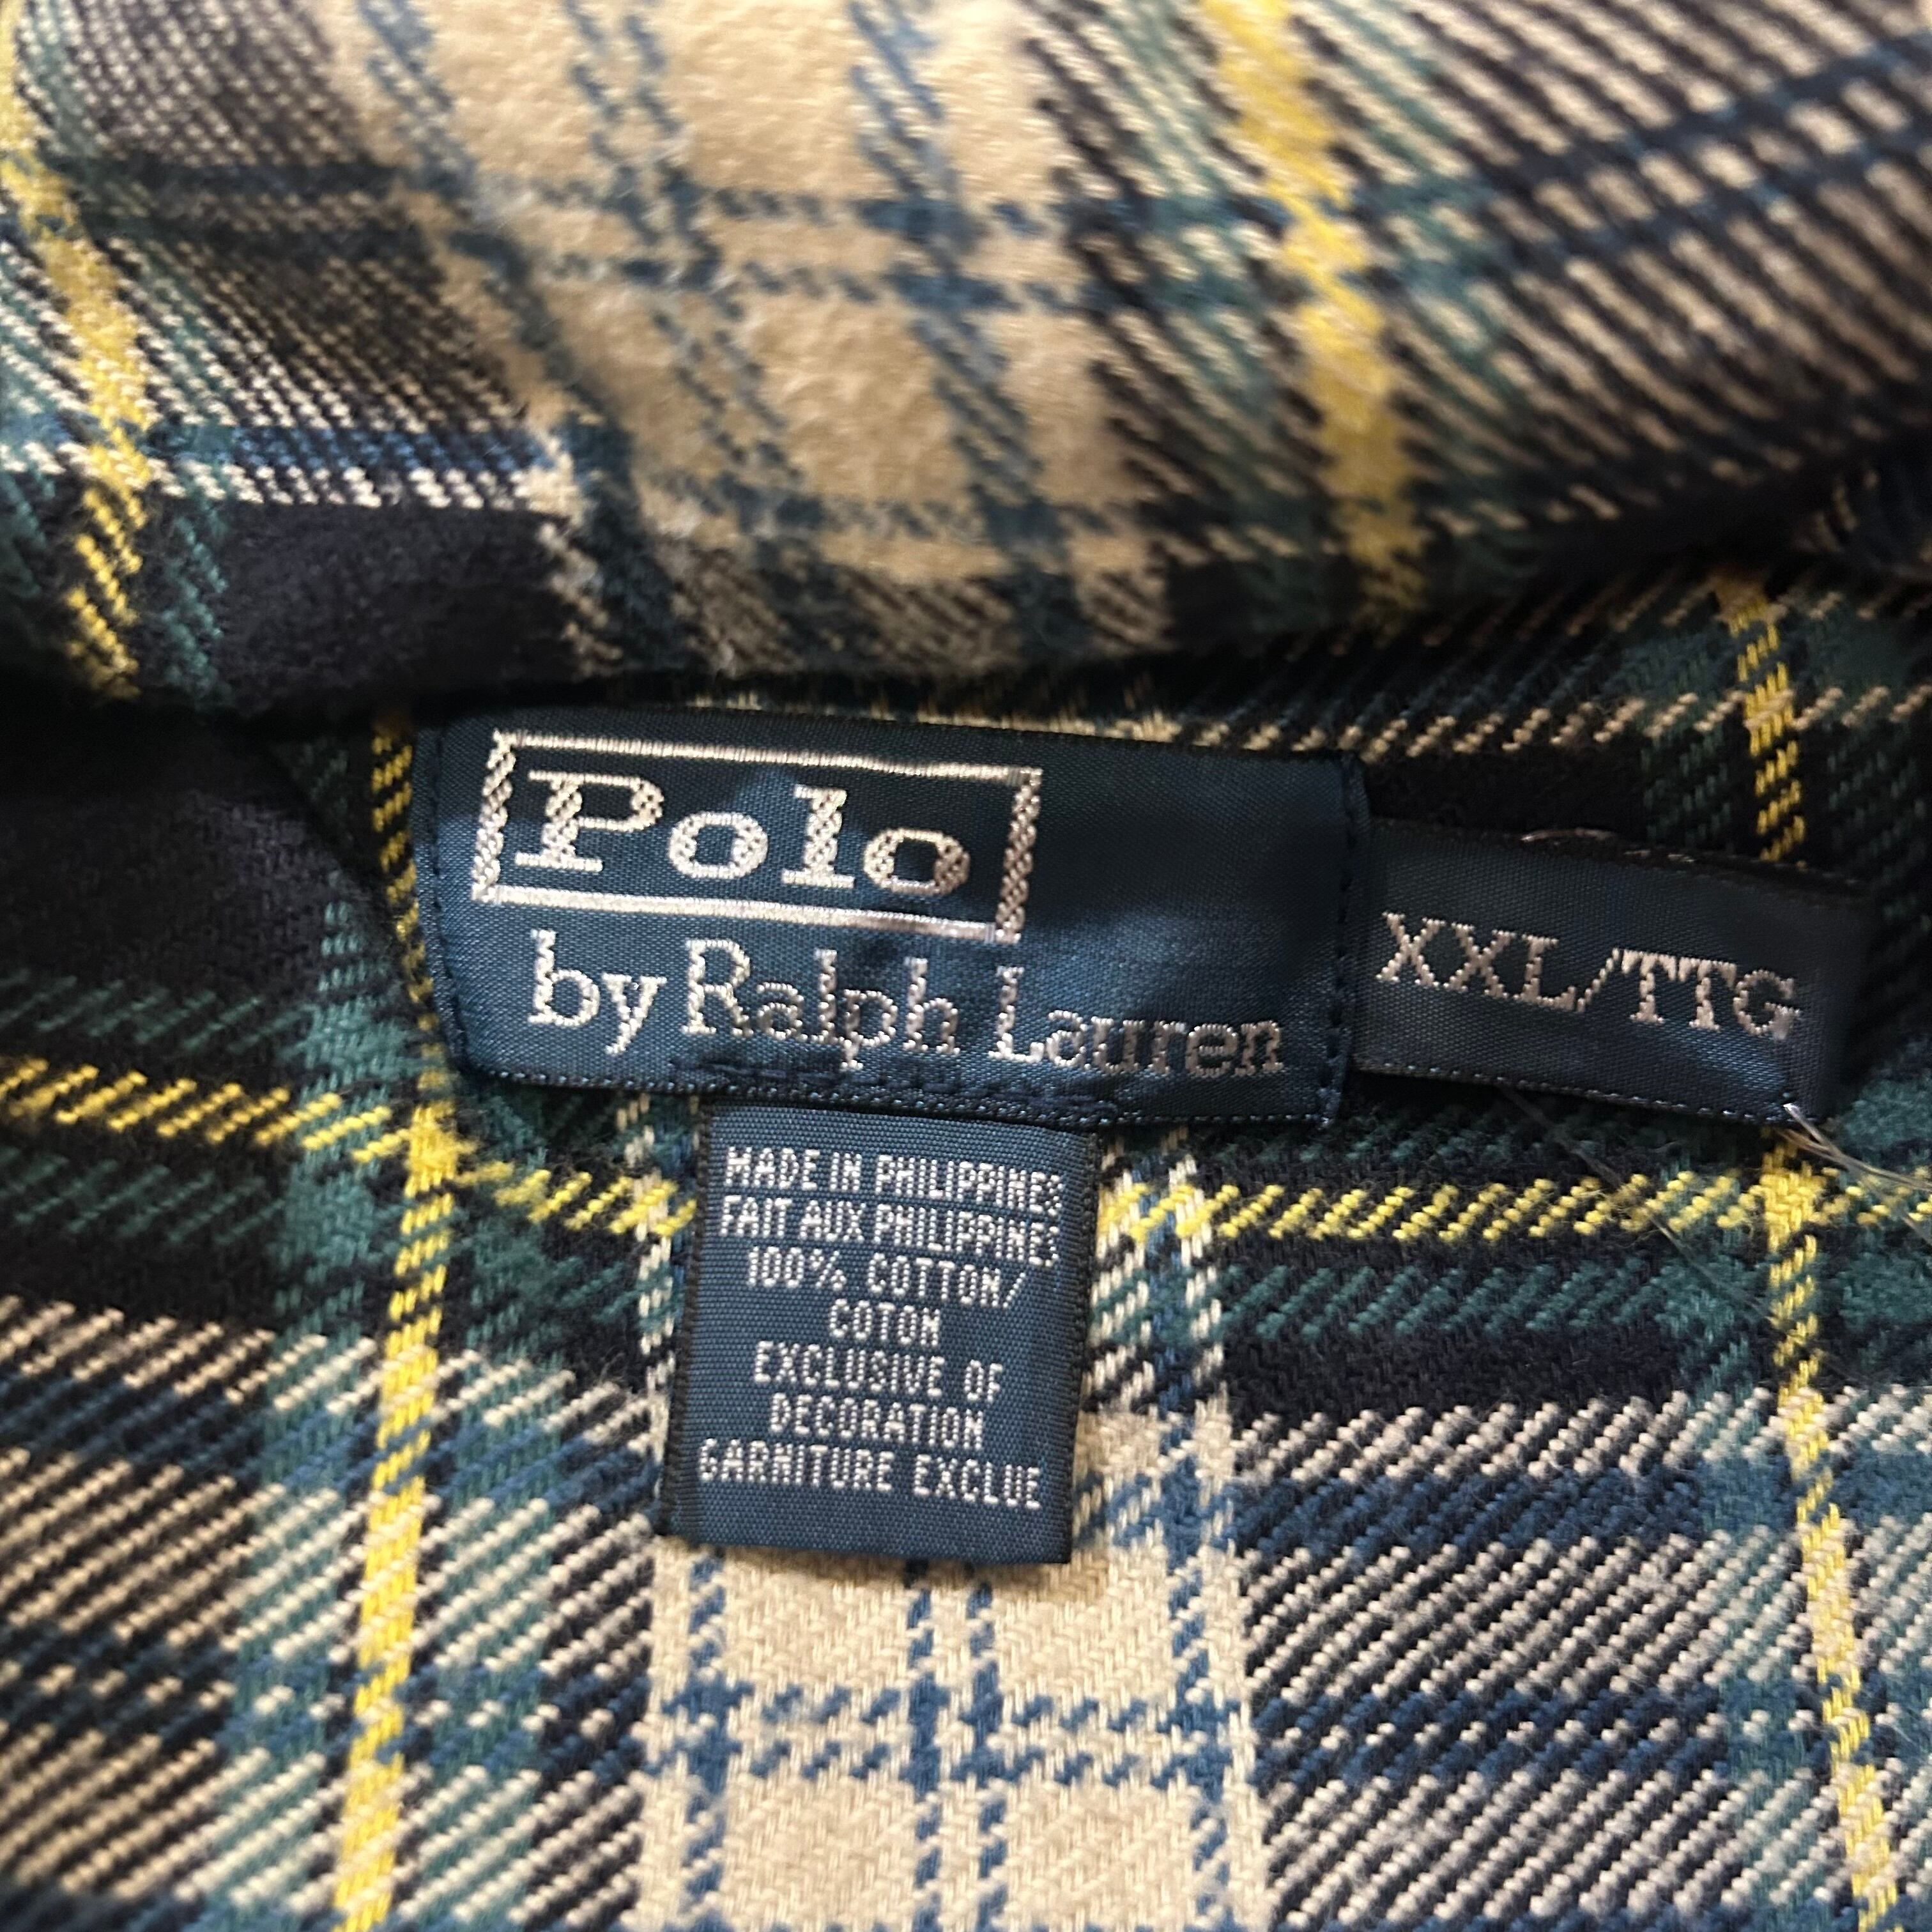 Polo
by Ralph Lauren
XXL/TTG
MADE IN PHILIPPINES
FAIT AUX PHILIPPINES
100% COTTON/
COTON
EXCLUSIVE OF
DECORATION
GARNITURE EXCLUE